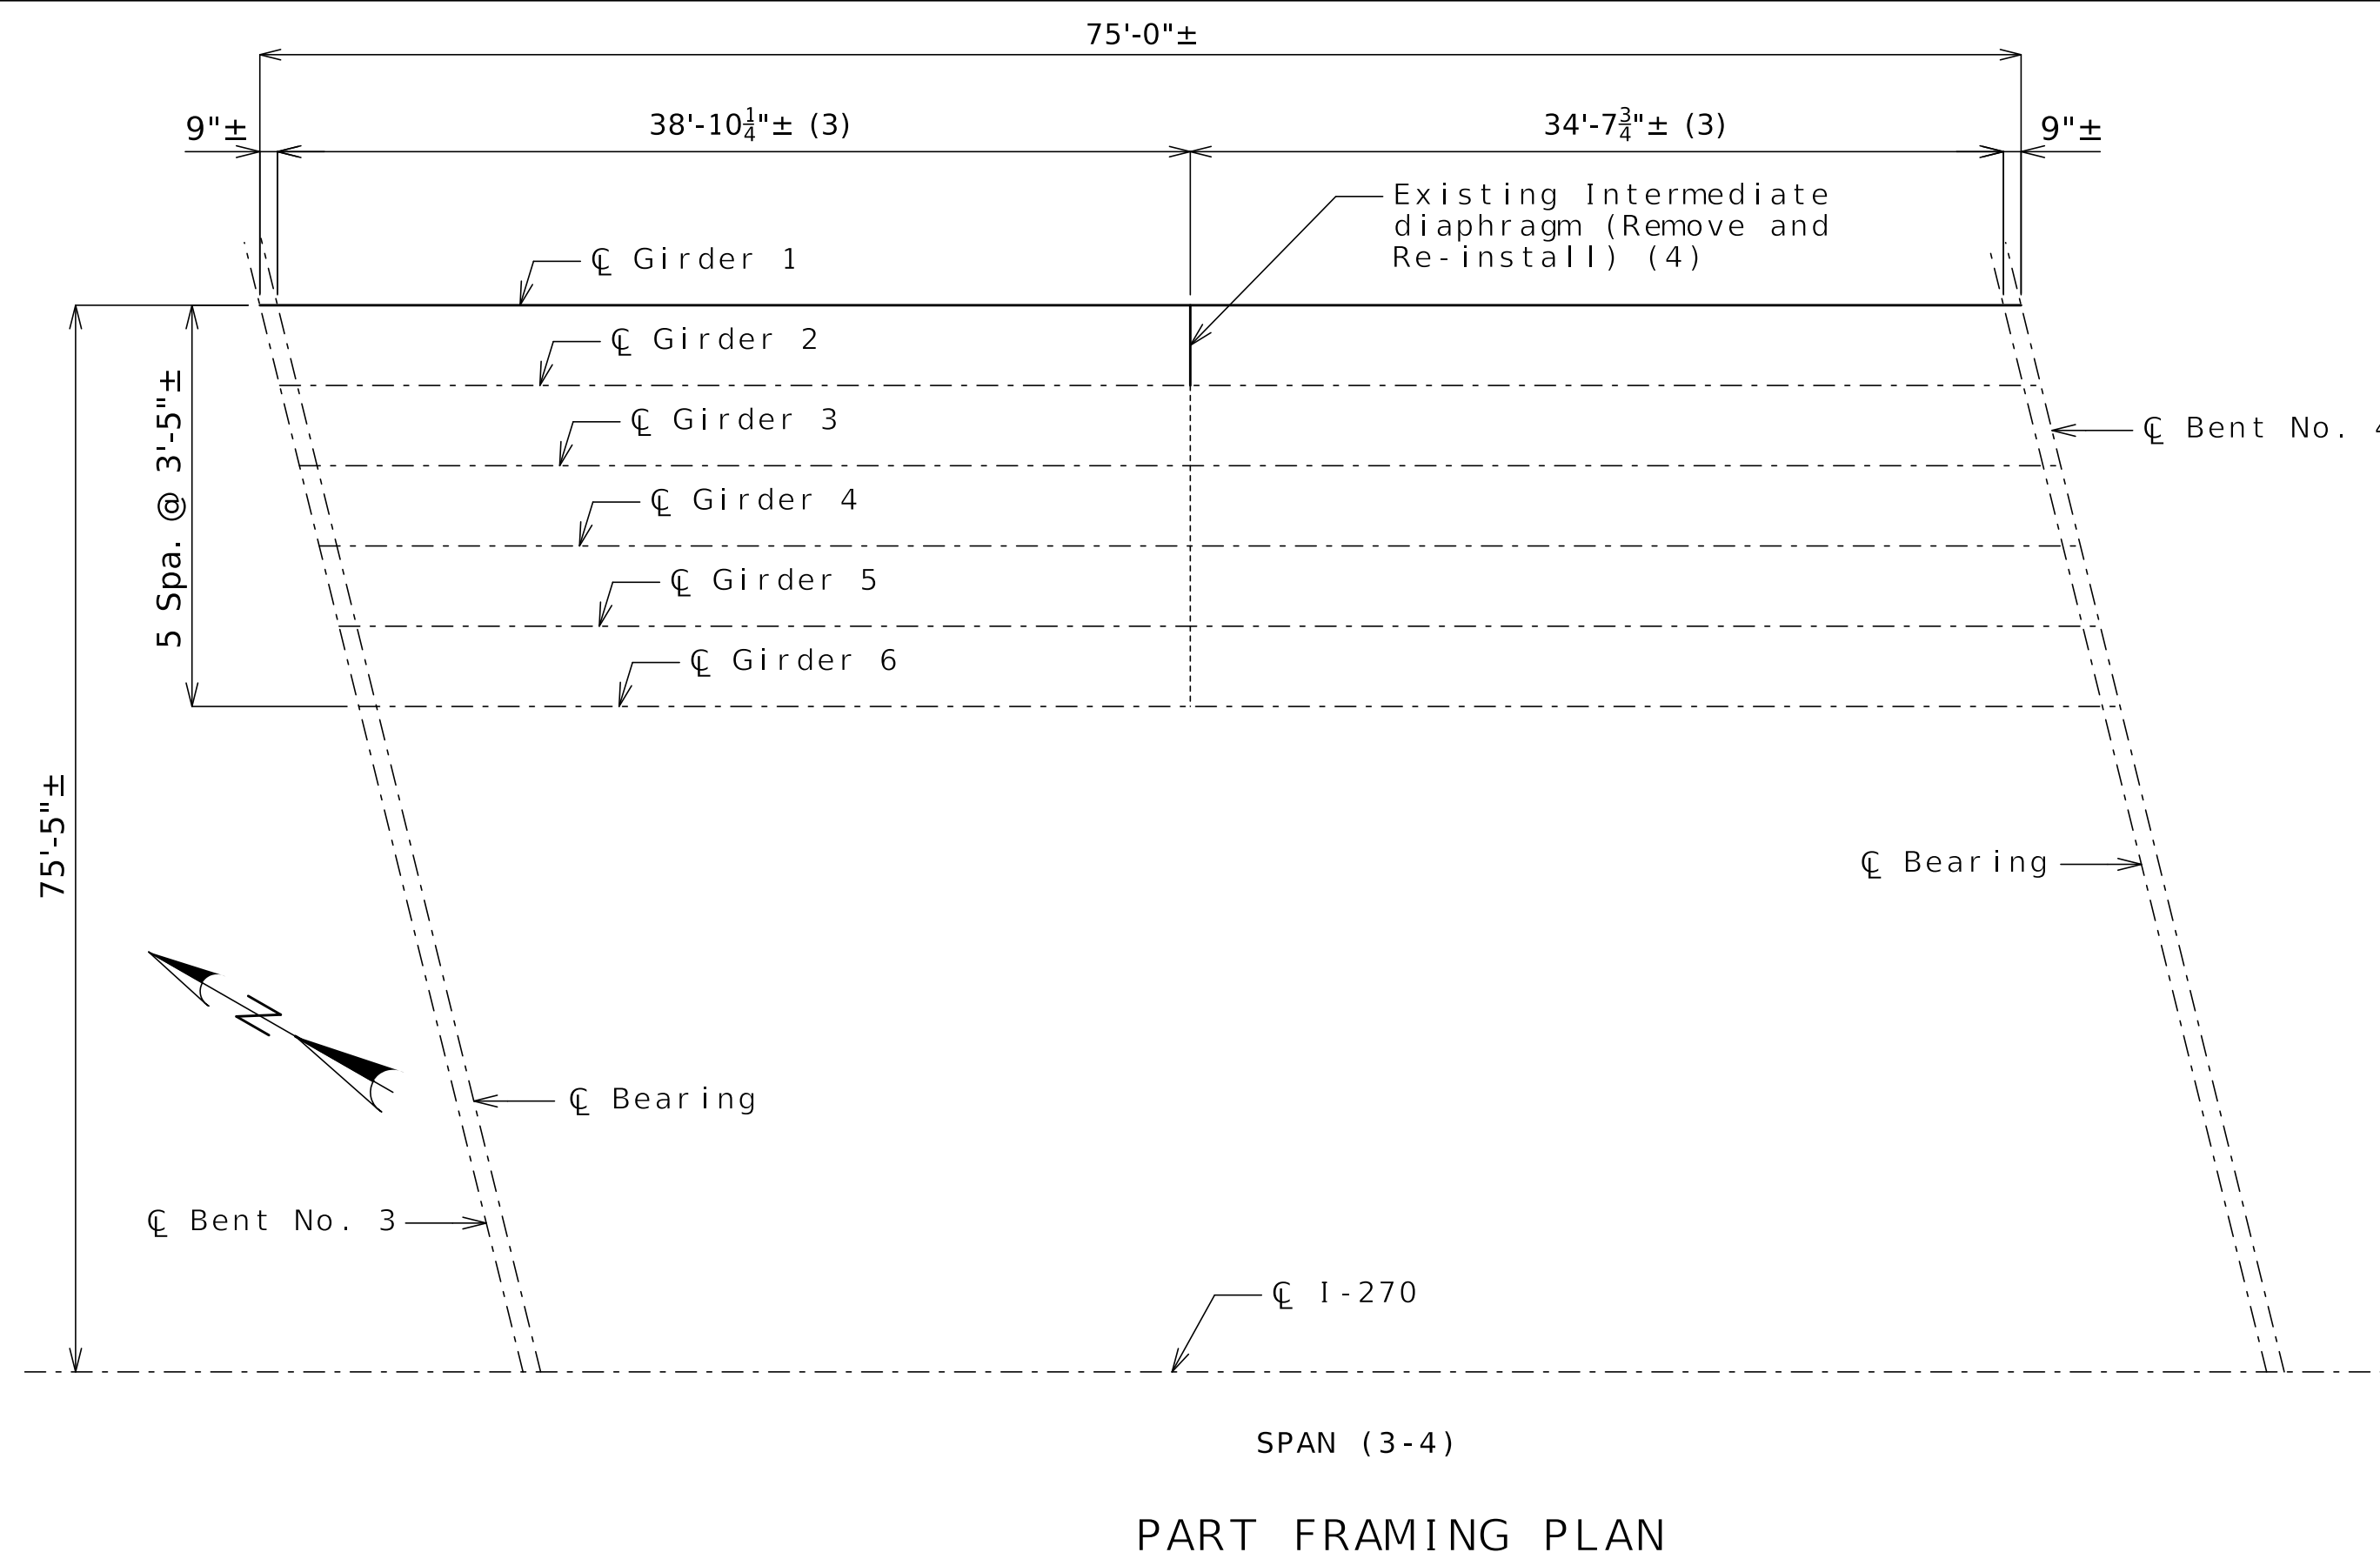 75'-0"±
9"±
38'-10¼"± (3)
34'-7¾"± (3)
9"±
Existing Intermediate
diaphragm (Remove and
Re-install) (4)
℄ Girder 1
℄ Girder 2
℄ Girder 3
℄ Bent No. 4
℄ Girder 4
℄ Girder 5
℄ Girder 6
5 Spa. @ 3'-5"±
75'-5"±
℄ Bearing
N
℄ Bearing
℄ Bent No. 3
℄ I-270
SPAN (3-4)
PART FRAMING PLAN